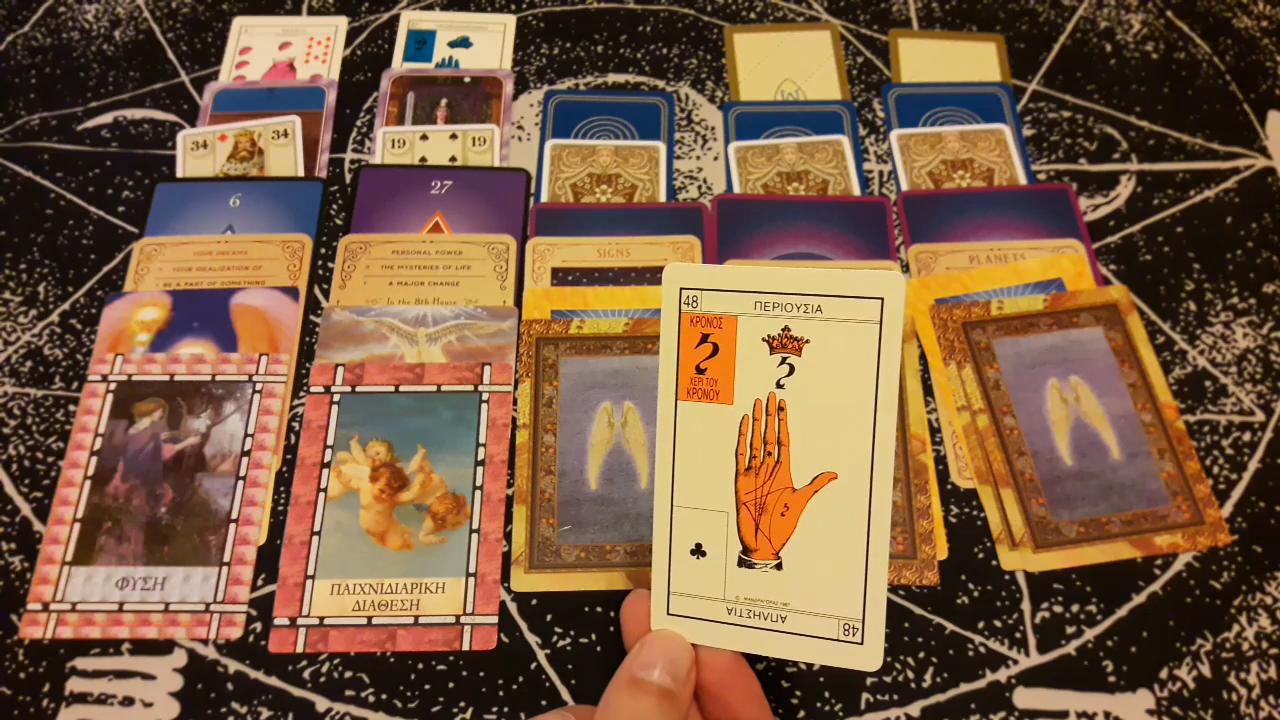 34
34
19
19
6
27
YOUR DREAMS
YOUR IDEALIZATION OF
BE A PART OF SOMETHING
PERSONAL POWER
THE MYSTERIES OF LIFE
A MAJOR CHANGE
In the 8th House
SIGNS
PLANETS
ΦΥΣΗ
ΠΑΙΧΝΙΔΙΑΡΙΚΗ
ΔΙΑΘΕΣΗ
48
ΠΕΡΙΟΥΣΙΑ
ΚΡΟΝΟΣ
ΧΕΡΙ ΤΟΥ
ΚΡΟΝΟΥ
© ΜΑΝΔΡΑΓΟΡΑΣ 1987
ΑΠΛΗΣΤΙΑ
48